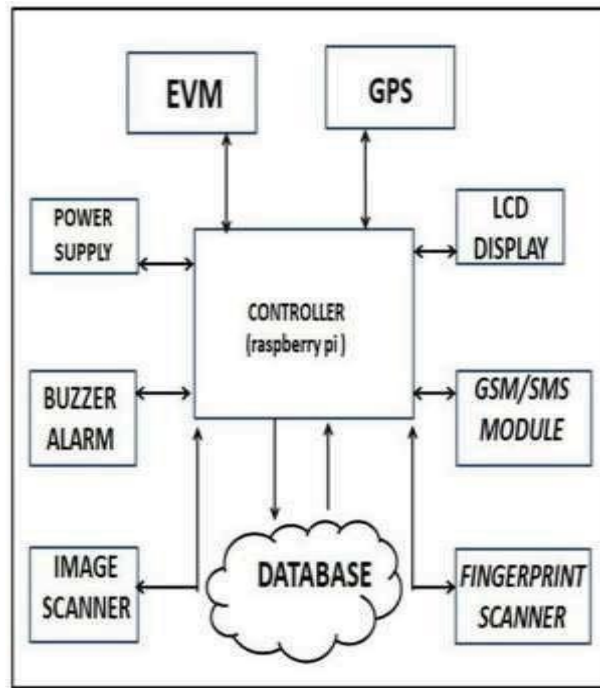 EVM
GPS
POWER
SUPPLY
LCD
DISPLAY
CONTROLLER
(raspberry pi )
BUZZER
ALARM
GSM/SMS
MODULE
IMAGE
SCANNER
DATABASE
FINGERPRINT
SCANNER